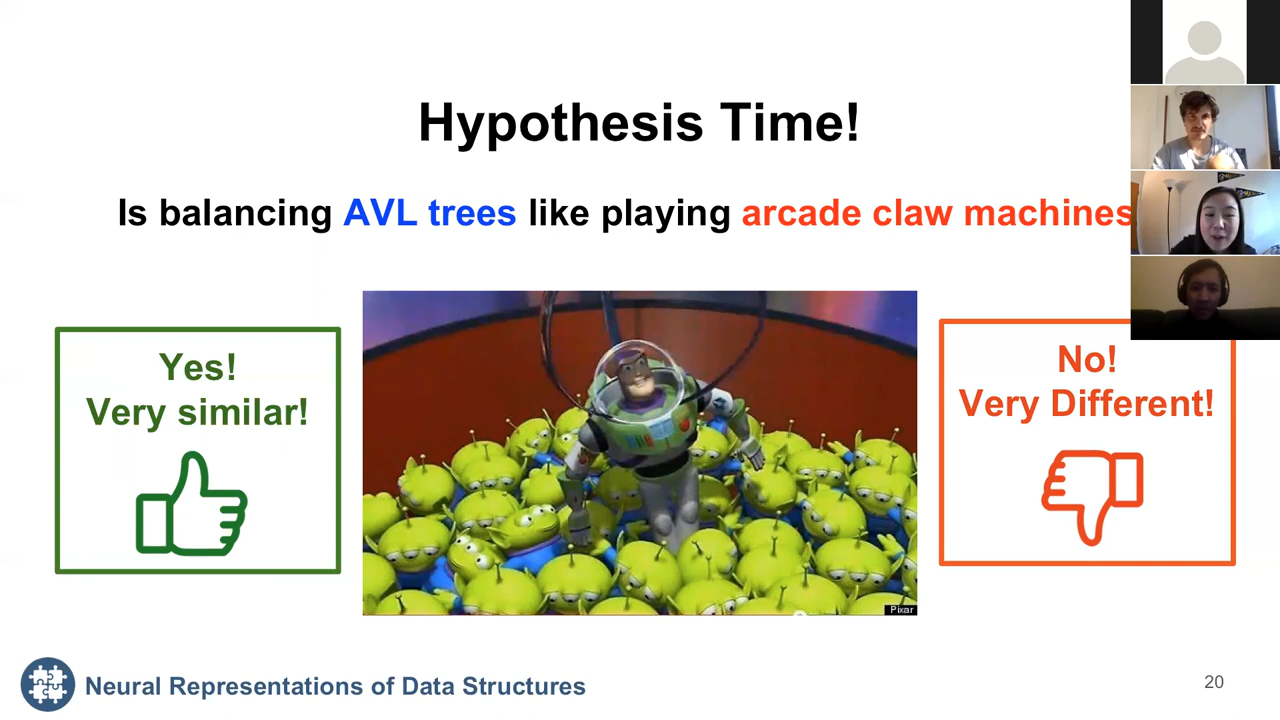 Hypothesis Time!
Is balancing AVL trees like playing arcade claw machines
Yes!
Very similar!
No!
Very Different!
Pixar
Neural Representations of Data Structures
20